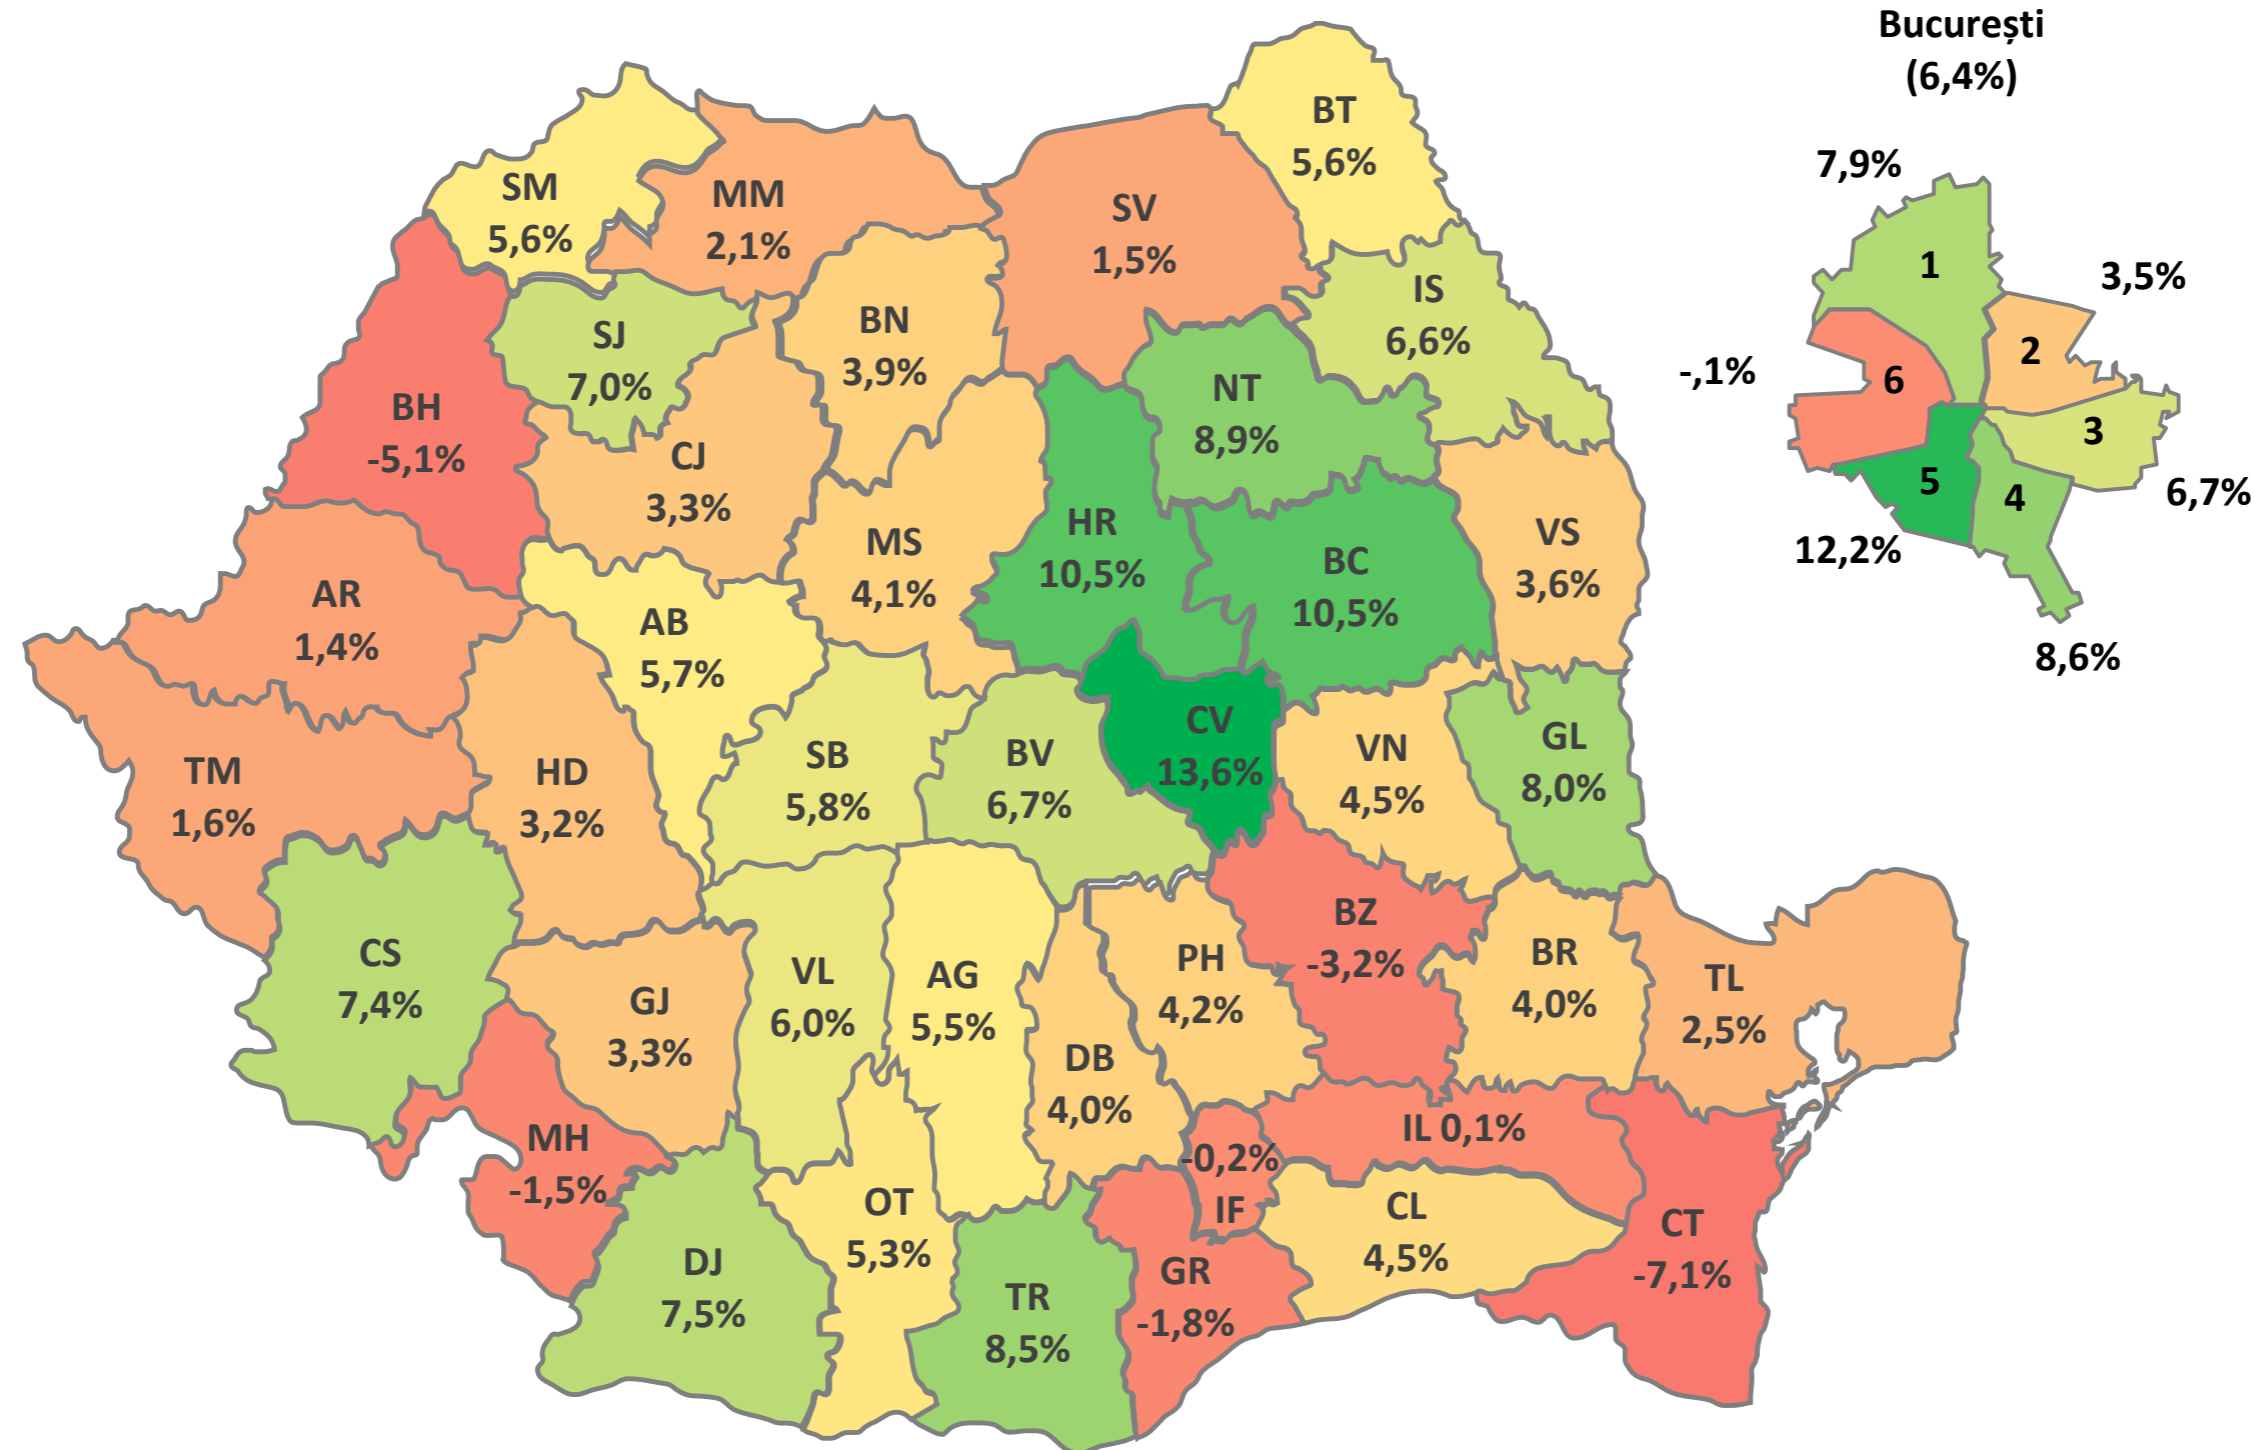 București
(6,4%)
7,9%
1
3,5%
2
-,1%
6
3
6,7%
5
4
12,2%
8,6%
BT
5,6%
SM
5,6%
MM
2,1%
SV
1,5%
IS
6,6%
BN
3,9%
SJ
7,0%
NT
8,9%
BH
-5,1%
CJ
3,3%
HR
10,5%
MS
4,1%
BC
10,5%
VS
3,6%
AR
1,4%
AB
5,7%
CV
13,6%
GL
8,0%
VN
4,5%
BV
6,7%
SB
5,8%
TM
1,6%
HD
3,2%
BZ
-3,2%
CS
7,4%
PH
4,2%
BR
4,0%
VL
6,0%
AG
5,5%
TL
2,5%
GJ
3,3%
DB
4,0%
MH
-1,5%
IL 0,1%
-0,2%
IF
OT
5,3%
CL
4,5%
CT
-7,1%
DJ
7,5%
GR
-1,8%
TR
8,5%